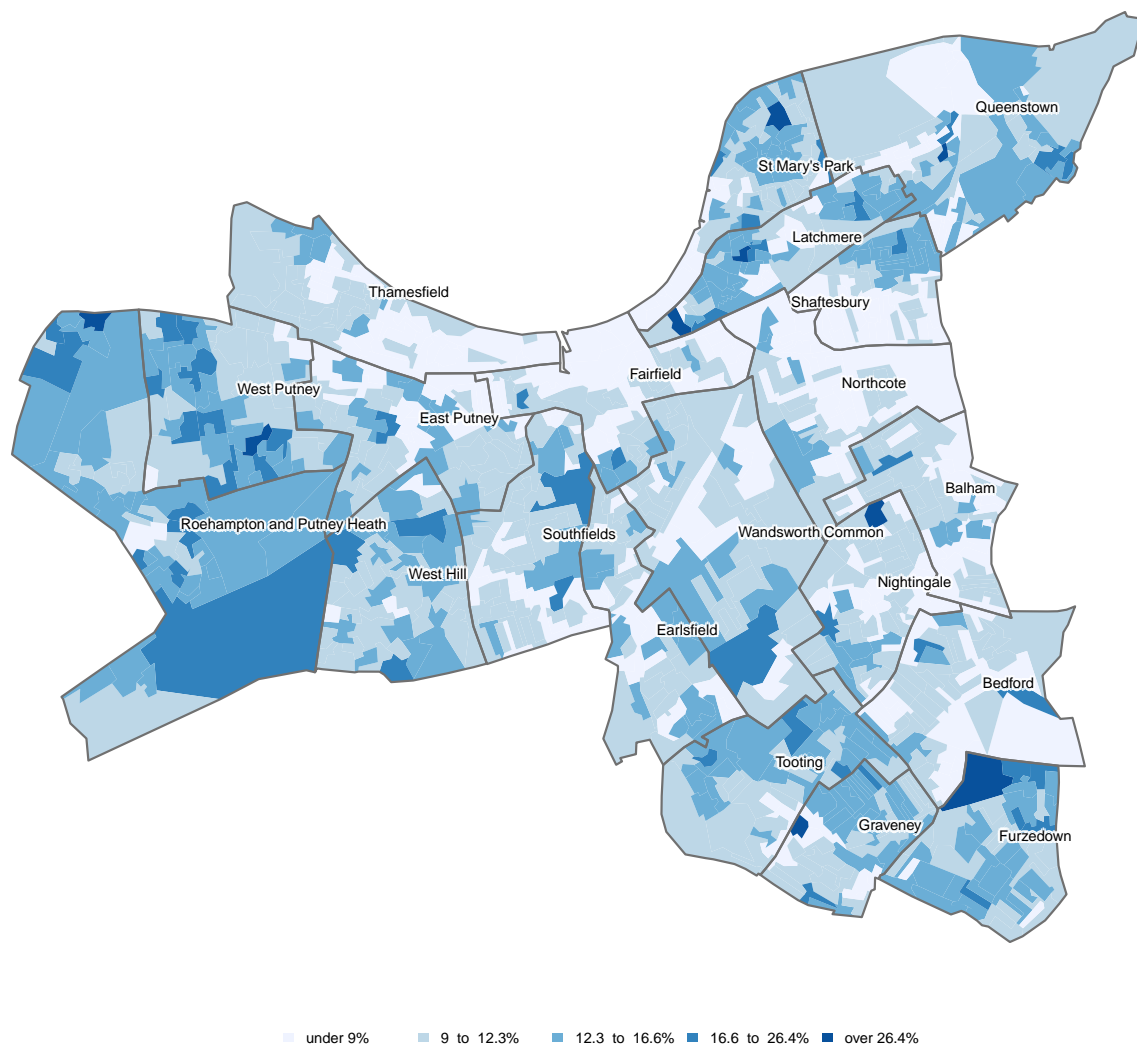 Queenstown
St Mary's Park
Latchmere
Thamesfield
Shaftesbury
Fairfield
Northcote
West Putney
East Putney
Balham
Roehampton and Putney Heath
Southfields
Wandsworth Common
West Hill
Nightingale
Earlsfield
Bedford
Tooting
Graveney
Furzedown
under 9% 9 to 12.3% 12.3 to 16.6% 16.6 to 26.4% over 26.4%